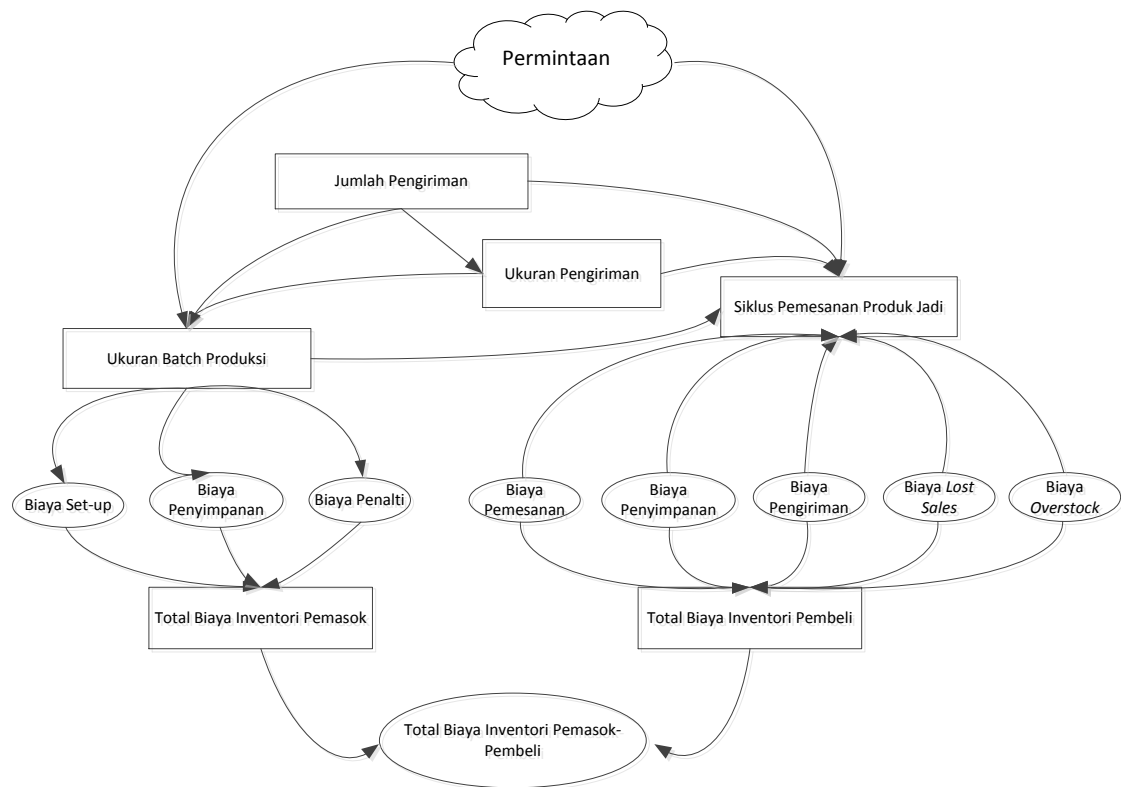 Permintaan
Jumlah Pengiriman
Ukuran Pengiriman
Siklus Pemesanan Produk Jadi
Ukuran Batch Produksi
Biaya Set-up
Biaya
Penyimpanan
Biaya Penalti
Biaya
Pemesanan
Biaya
Penyimpanan
Biaya
Pengiriman
Biaya Lost
Sales
Biaya
Overstock
Total Biaya Inventori Pemasok
Total Biaya Inventori Pembeli
Total Biaya Inventori Pemasok-
Pembeli